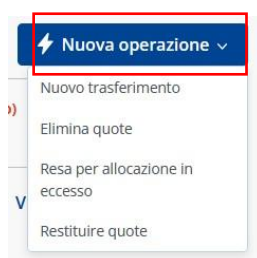 Nuova operazione
Nuovo trasferimento
o)
Elimina quote
Resa per allocazione in
eccesso
V
Restituire quote